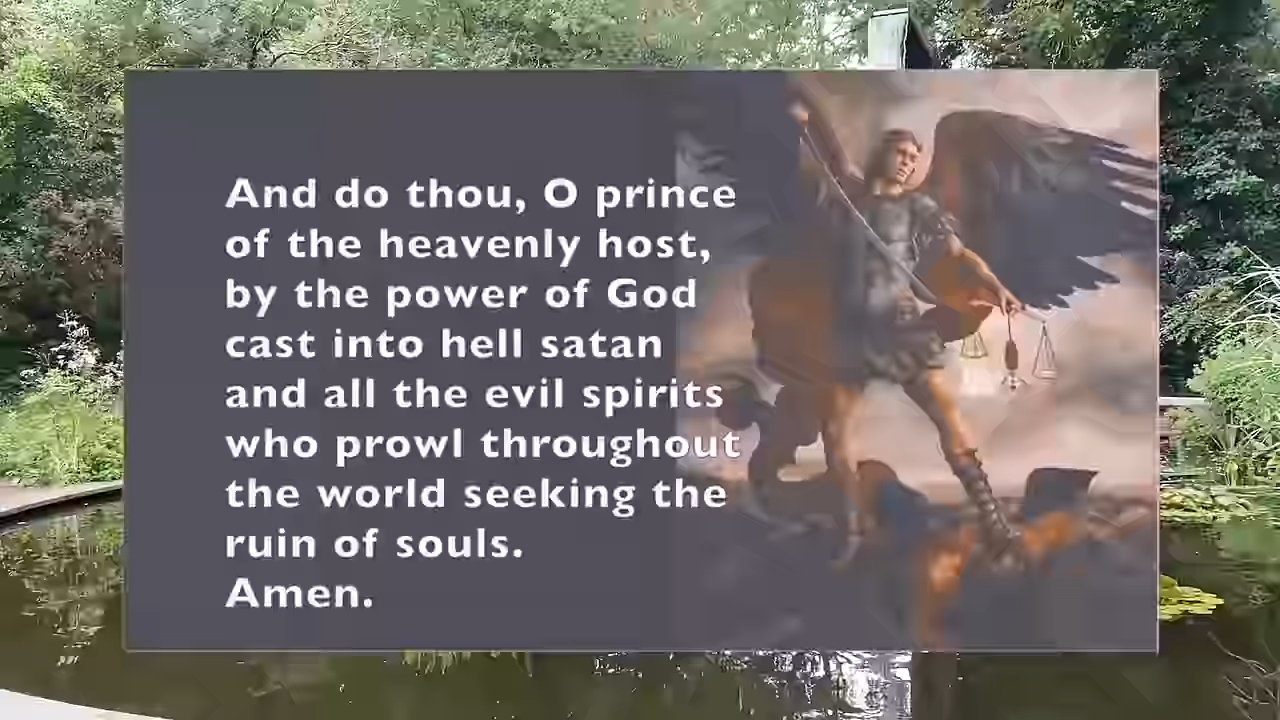 And do thou, O prince
of the heavenly host,
by the power of God
cast into hell satan
and all the evil spirits
who prowl throughout
the world seeking the
ruin of souls.
Amen.